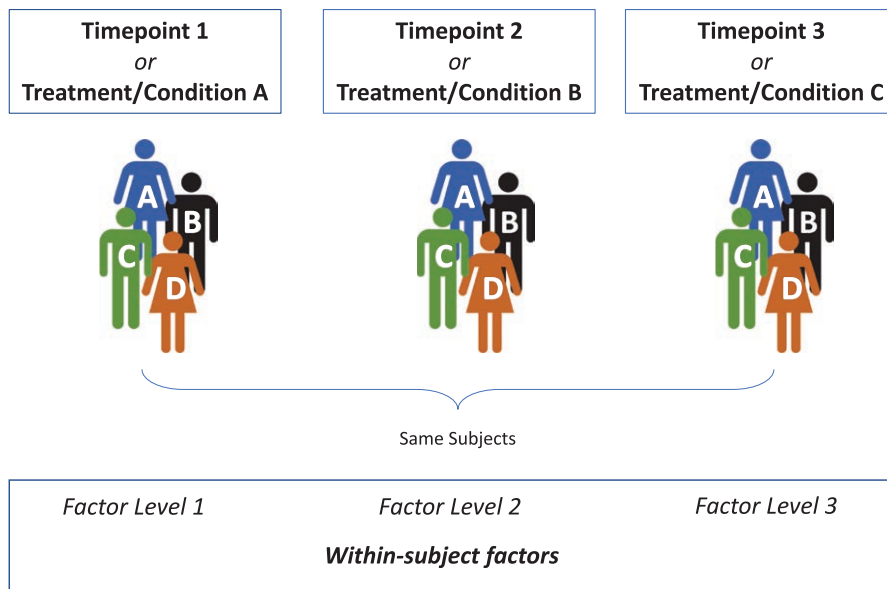 Timepoint 1
or
Treatment/Condition A
Timepoint 2
or
Treatment/Condition B
Timepoint 3
or
Treatment/Condition C
A
B
C
D
A
B
C
D
A
B
C
D
Same Subjects
Factor Level 1
Factor Level 2
Factor Level 3
Within-subject factors